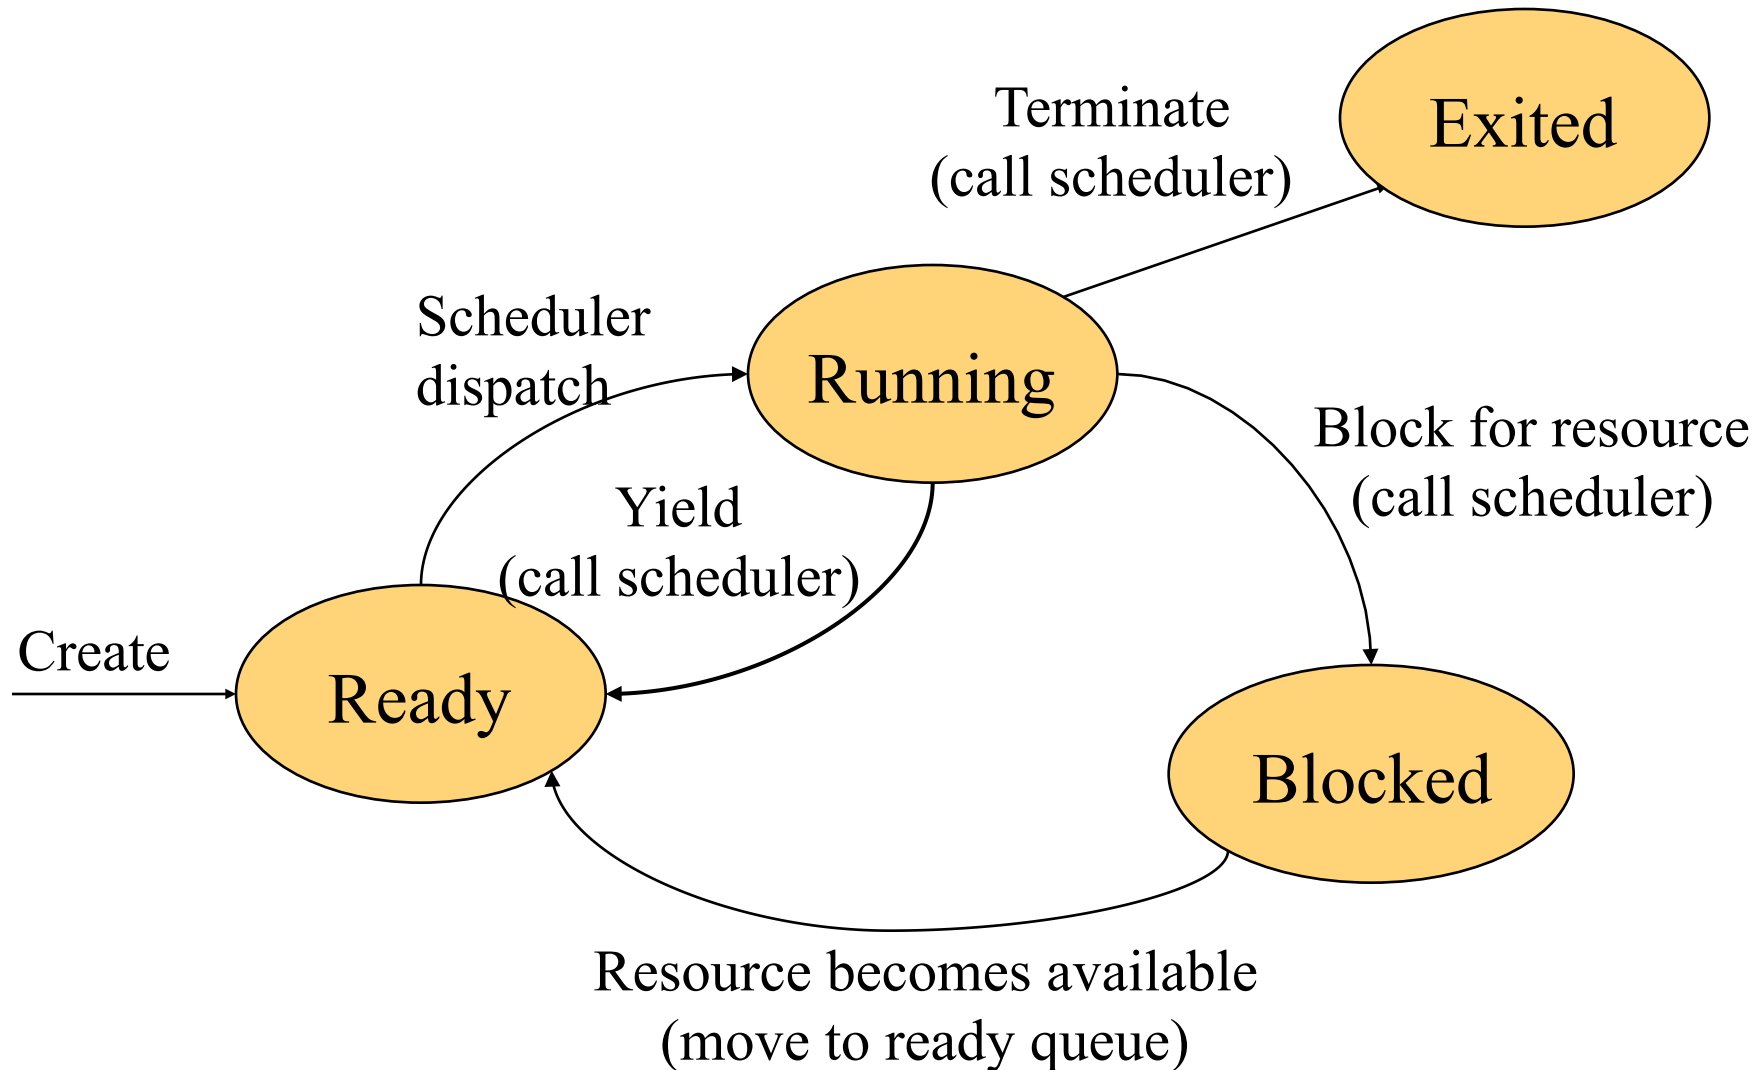 Terminate
(call scheduler)
Exited
Scheduler
dispatch
Running
Block for resource
(call scheduler)
Yield
(call scheduler)
Create
Ready
Blocked
Resource becomes available
(move to ready queue)